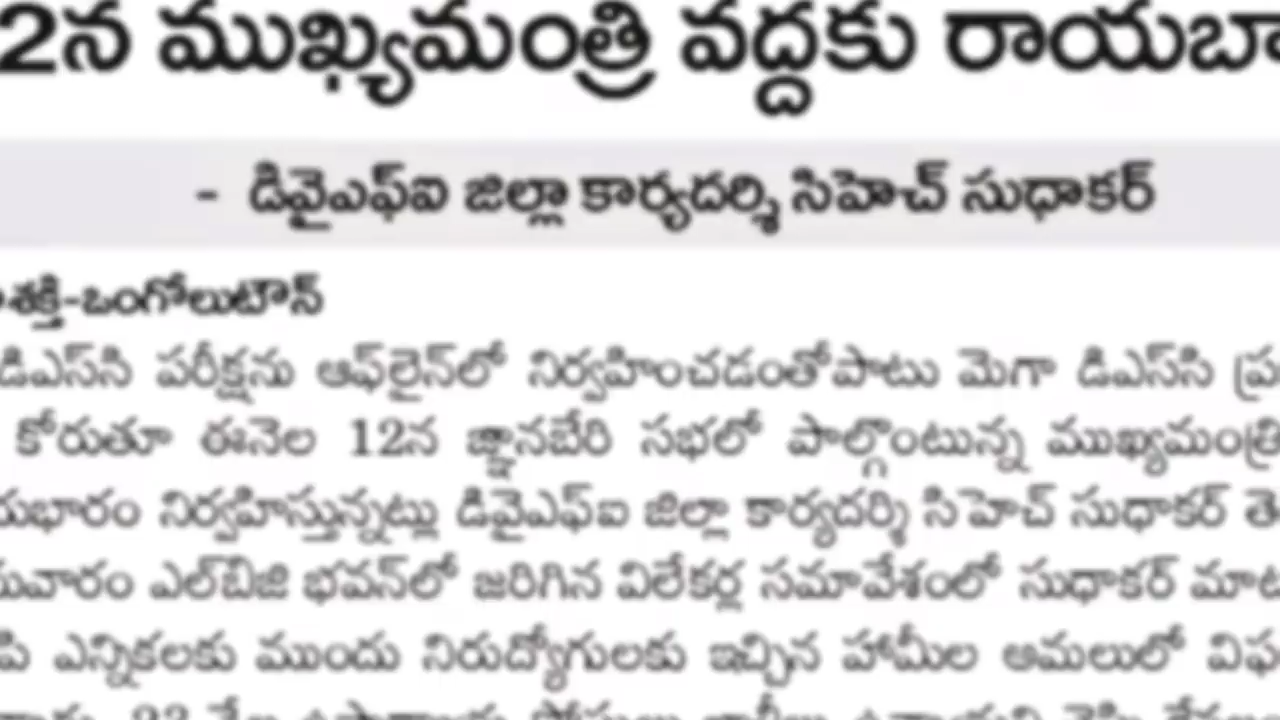 2న ముఖ్యమంత్రి వద్దకు రాయబా
- డివైఎఫ్ఐ జిల్లా కార్యదర్శి సిహెచ్ సుధాకర్
శక్తి-ఒంగోలుటౌన్
డిఎస్‌సి పరీక్షను ఆఫ్‌లైన్‌లో నిర్వహించడంతోపాటు మెగా డిఎస్‌సి ప్ర
కోరుతూ ఈనెల 12న జ్ఞానబేరి సభలో పాల్గొంటున్న ముఖ్యమంత్రి
యభారం నిర్వహిస్తున్నట్లు డివైఎఫ్ఐ జిల్లా కార్యదర్శి సిహెచ్ సుధాకర్ తె
వారం ఎల్‌బిజి భవన్‌లో జరిగిన విలేకర్ల సమావేశంలో సుధాకర్ మాట
పి ఎన్నికలకు ముందు నిరుద్యోగులకు ఇచ్చిన హామీల అమలులో విఫ